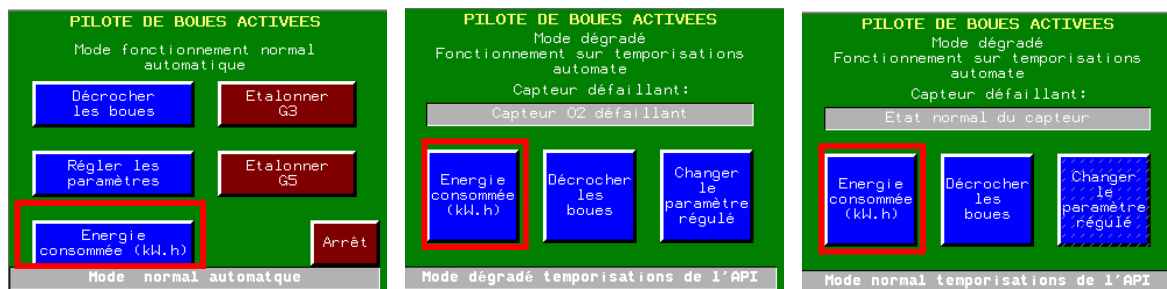 PILOTE DE BOUES ACTIVEES
Mode fonctionnement normal
automatique
Décrocher
les boues
Etalonner
G3
Régler les
paramètres
Etalonner
G5
Energie
consommée (kW.h)
Arrêt
Mode normal automatque
PILOTE DE BOUES ACTIVEES
Mode dégradé
Fonctionnement sur temporisations
automate
Capteur défaillant:
Capteur O2 défaillant
Energie
consommée
(kW.h)
Décrocher
les
boues
Changer
le
paramètre
régulé
Mode dégradé temporisations de l'API
PILOTE DE BOUES ACTIVEES
Mode dégradé
Fonctionnement sur temporisations
automate
Capteur défaillant:
Etat normal du capteur
Energie
consommée
(kW.h)
Décrocher
les
boues
Changer
le
paramètre
régulé
Mode normal temporisations de l'API